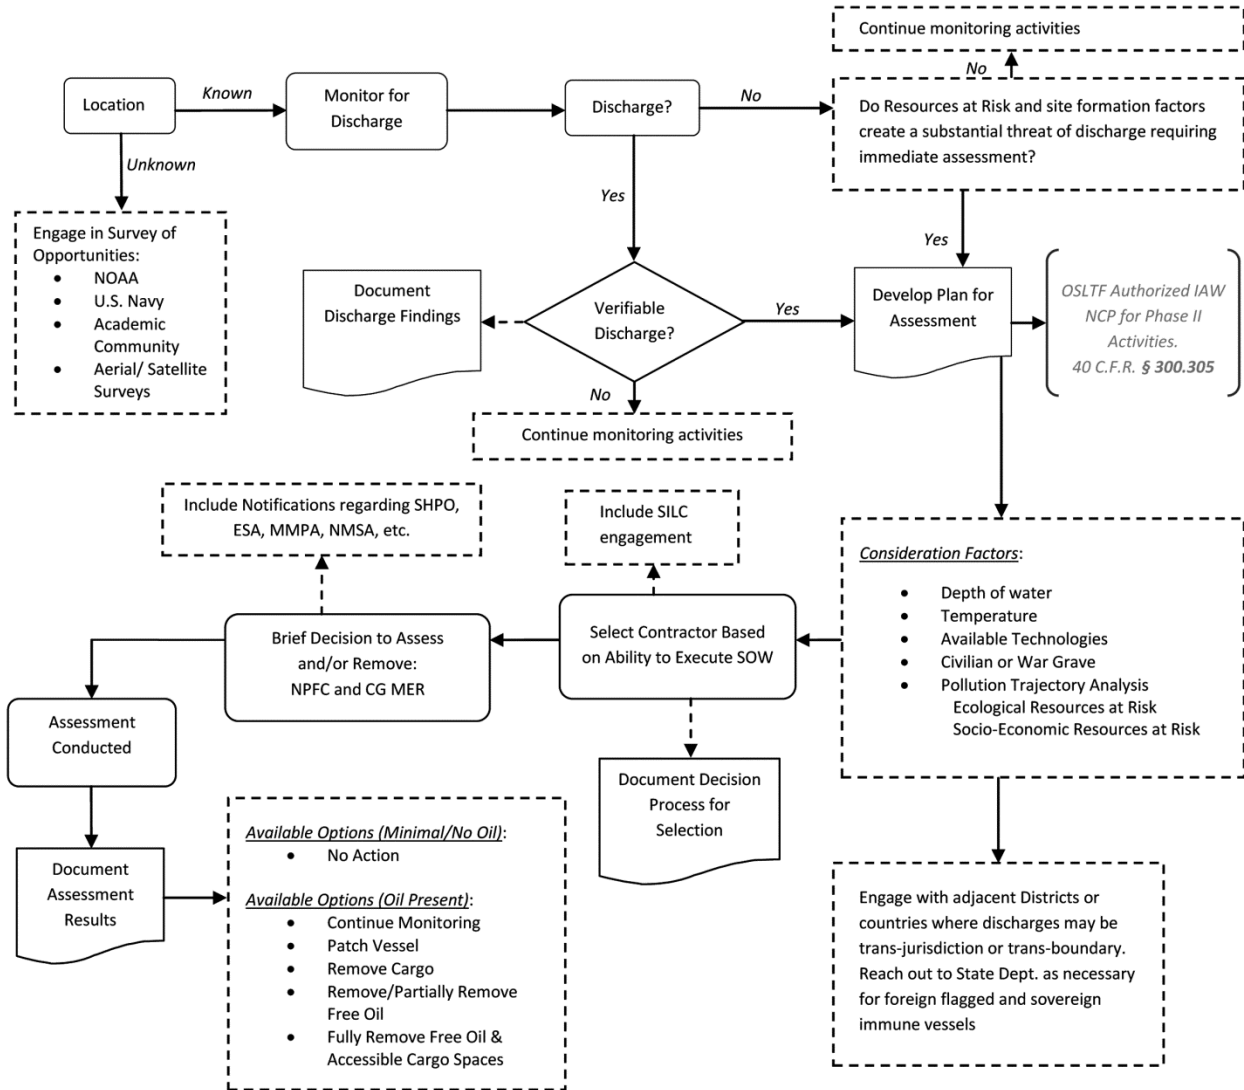 Continue monitoring activities
No
Location
Known
Monitor for
Discharge
Discharge?
No
Do Resources at Risk and site formation factors
create a substantial threat of discharge requiring
immediate assessment?
Unknown
Yes
Yes
Engage in Survey of
Opportunities:
• NOAA
• U.S. Navy
• Academic
Community
• Aerial/ Satellite
Surveys
Document
Discharge Findings
Verifiable
Discharge?
Yes
Develop Plan for
Assessment
OSLTF Authorized IAW
NCP for Phase II
Activities.
40 C.F.R. § 300.305
No
Continue monitoring activities
Include Notifications regarding SHPO,
ESA, MMPA, NMSA, etc.
Include SILC
engagement
Consideration Factors:
• Depth of water
• Temperature
• Available Technologies
• Civilian or War Grave
• Pollution Trajectory Analysis
Ecological Resources at Risk
Socio-Economic Resources at Risk
Select Contractor Based
on Ability to Execute SOW
Brief Decision to Assess
and/or Remove:
NPFC and CG MER
Assessment
Conducted
Document Decision
Process for
Selection
Document
Assessment
Results
Available Options (Minimal/No Oil):
• No Action
Available Options (Oil Present):
• Continue Monitoring
• Patch Vessel
• Remove Cargo
• Remove/Partially Remove
Free Oil
• Fully Remove Free Oil &
Accessible Cargo Spaces
Engage with adjacent Districts or
countries where discharges may be
trans-jurisdiction or trans-boundary.
Reach out to State Dept. as necessary
for foreign flagged and sovereign
immune vessels